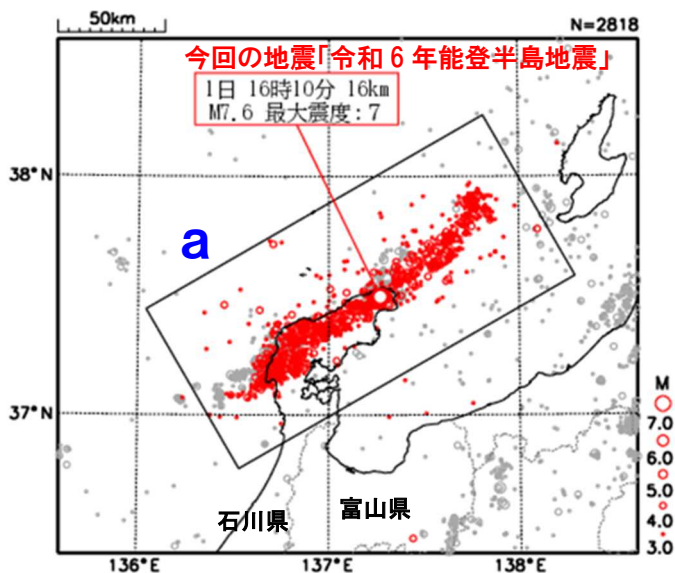 50km
N=2818
今回の地震「令和6年能登半島地震」
1日 16時10分 16km
M7.6 最大震度:7
38°N
a
37°N
M
7.0
6.0
5.0
4.0
3.0
石川県
富山県
136°E
137°E
138°E